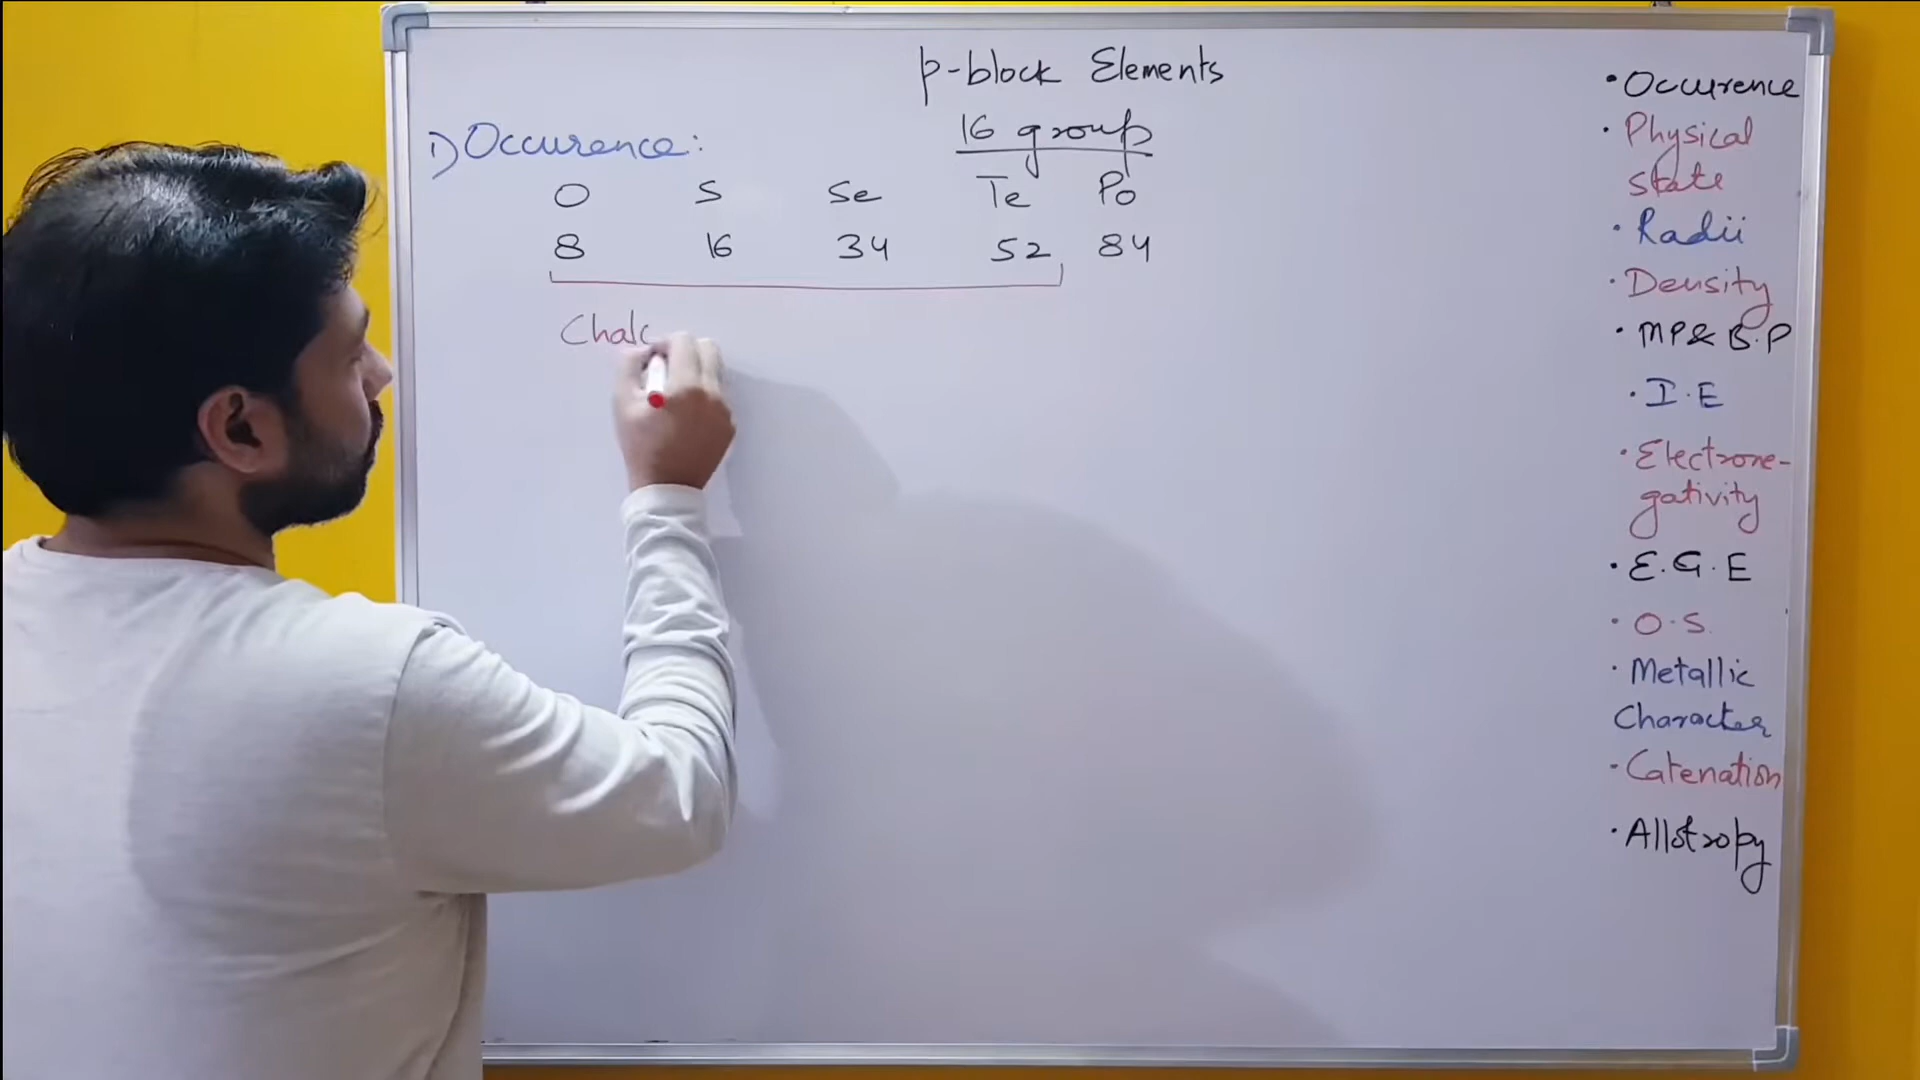 p-block Elements
16 group
1) Occurence:
O S Se Te Po
8 16 34 52 84
Chalc
• Occurence
• Physical
state
• Radii
• Density
• MP & B.P
• I.E
• Electrone-
gativity
• E.G.E
• O.S.
• Metallic
Character
• Catenation
• Allotropy